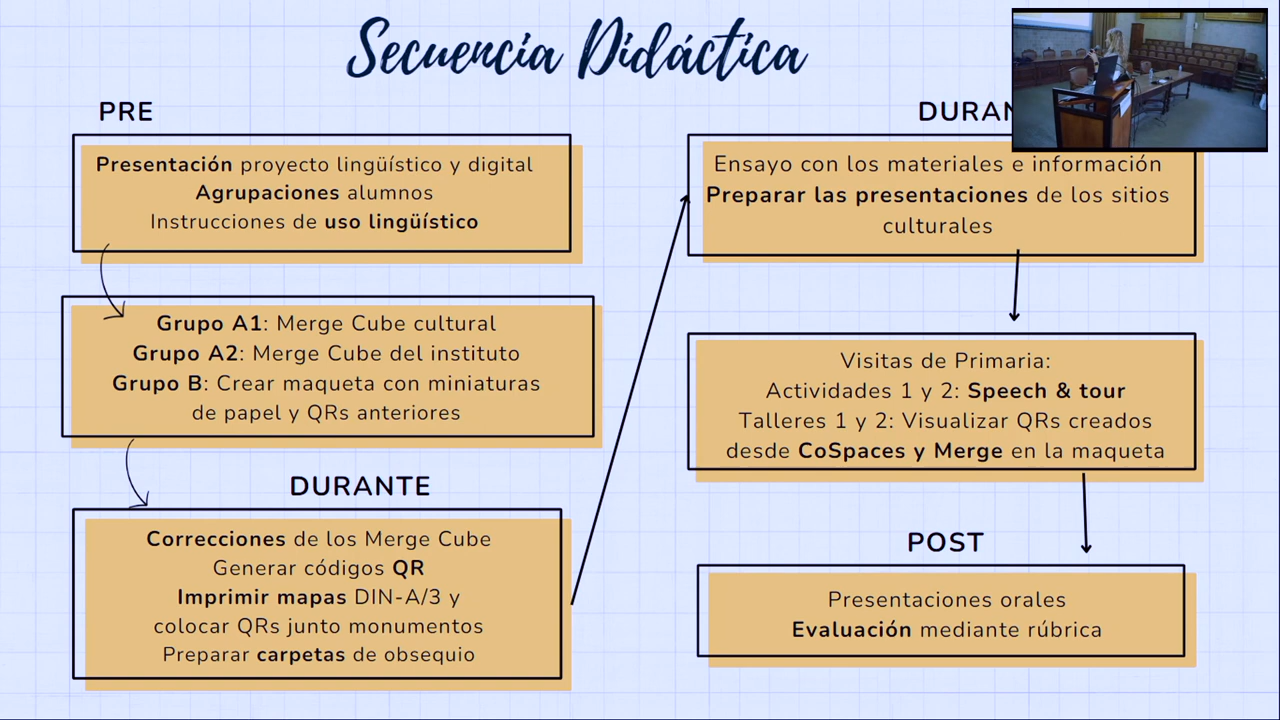 Secuencia Didáctica
PRE
Presentación proyecto lingüístico y digital
Agrupaciones alumnos
Instrucciones de uso lingüístico
Grupo A1: Merge Cube cultural
Grupo A2: Merge Cube del instituto
Grupo B: Crear maqueta con miniaturas
de papel y QRs anteriores
DURANTE
Correcciones de los Merge Cube
Generar códigos QR
Imprimir mapas DIN-A/3 y
colocar QRs junto monumentos
Preparar carpetas de obsequio
DURAN
Ensayo con los materiales e información
Preparar las presentaciones de los sitios
culturales
Visitas de Primaria:
Actividades 1 y 2: Speech & tour
Talleres 1 y 2: Visualizar QRs creados
desde CoSpaces y Merge en la maqueta
POST
Presentaciones orales
Evaluación mediante rúbrica